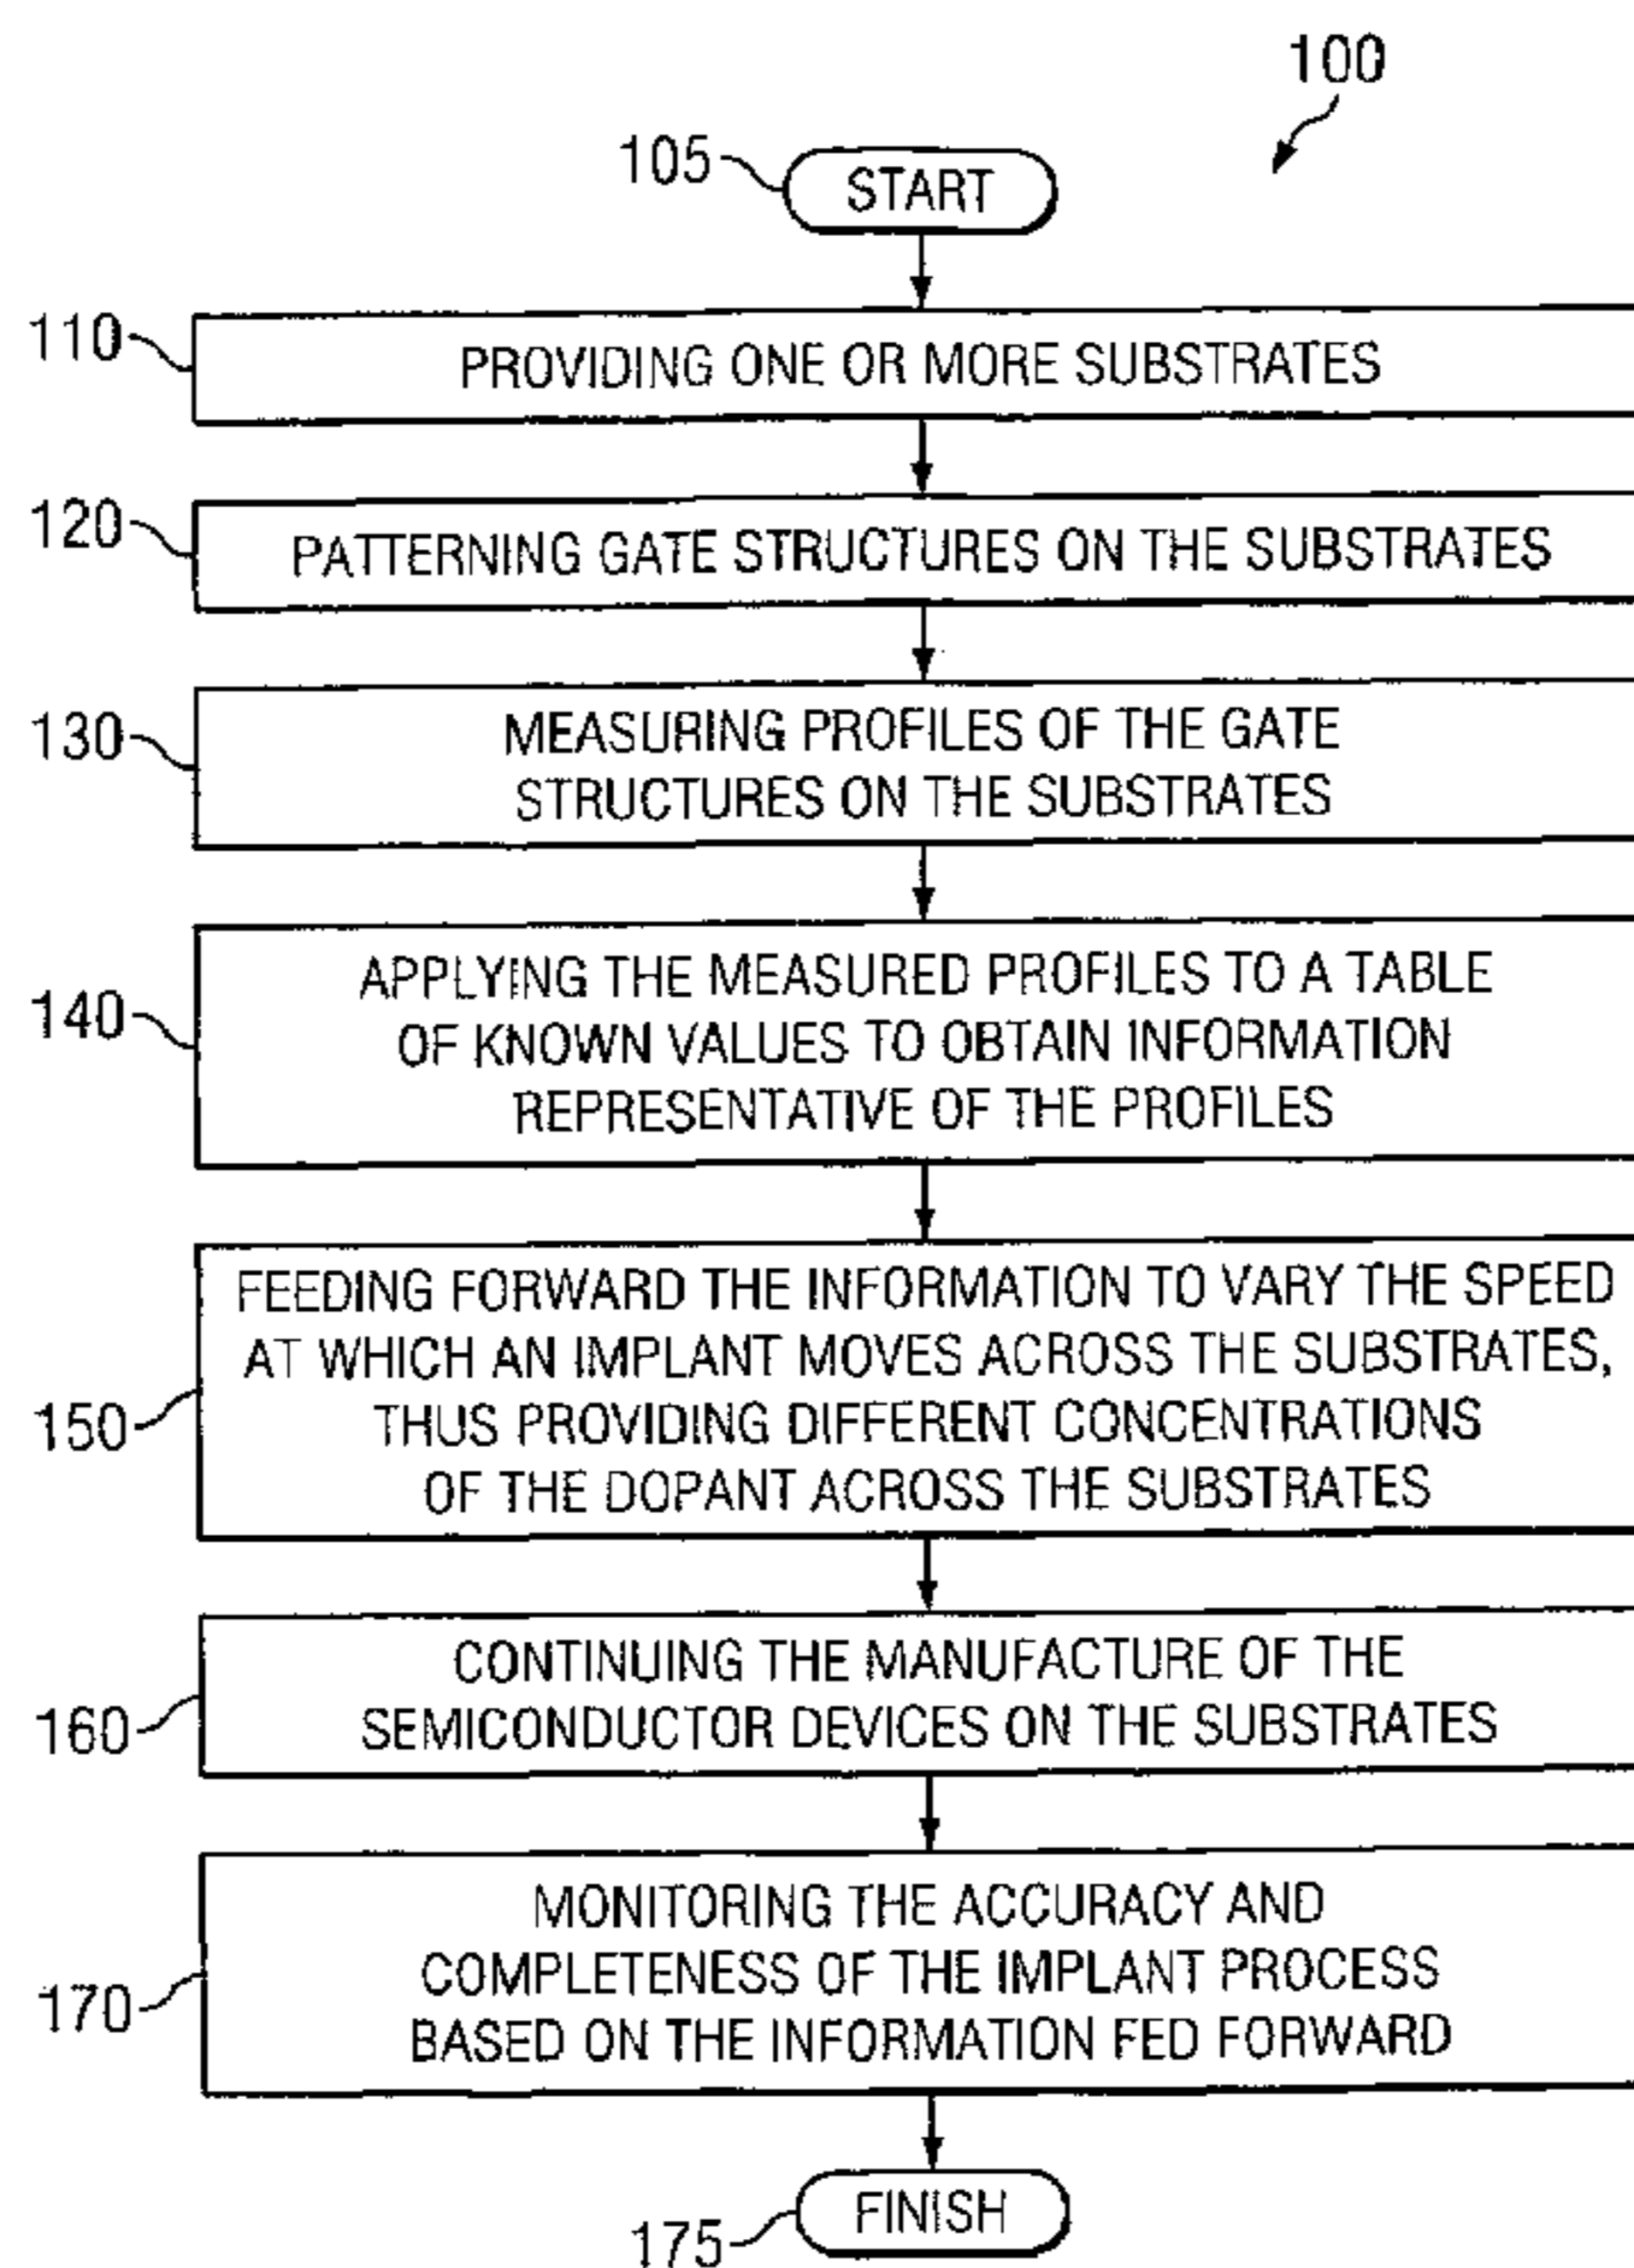 100
105
START
110
PROVIDING ONE OR MORE SUBSTRATES
120
PATTERNING GATE STRUCTURES ON THE SUBSTRATES
130
MEASURING PROFILES OF THE GATE
STRUCTURES ON THE SUBSTRATES
140
APPLYING THE MEASURED PROFILES TO A TABLE
OF KNOWN VALUES TO OBTAIN INFORMATION
REPRESENTATIVE OF THE PROFILES
150
FEEDING FORWARD THE INFORMATION TO VARY THE SPEED
AT WHICH AN IMPLANT MOVES ACROSS THE SUBSTRATES,
THUS PROVIDING DIFFERENT CONCENTRATIONS
OF THE DOPANT ACROSS THE SUBSTRATES
160
CONTINUING THE MANUFACTURE OF THE
SEMICONDUCTOR DEVICES ON THE SUBSTRATES
170
MONITORING THE ACCURACY AND
COMPLETENESS OF THE IMPLANT PROCESS
BASED ON THE INFORMATION FED FORWARD
175
FINISH